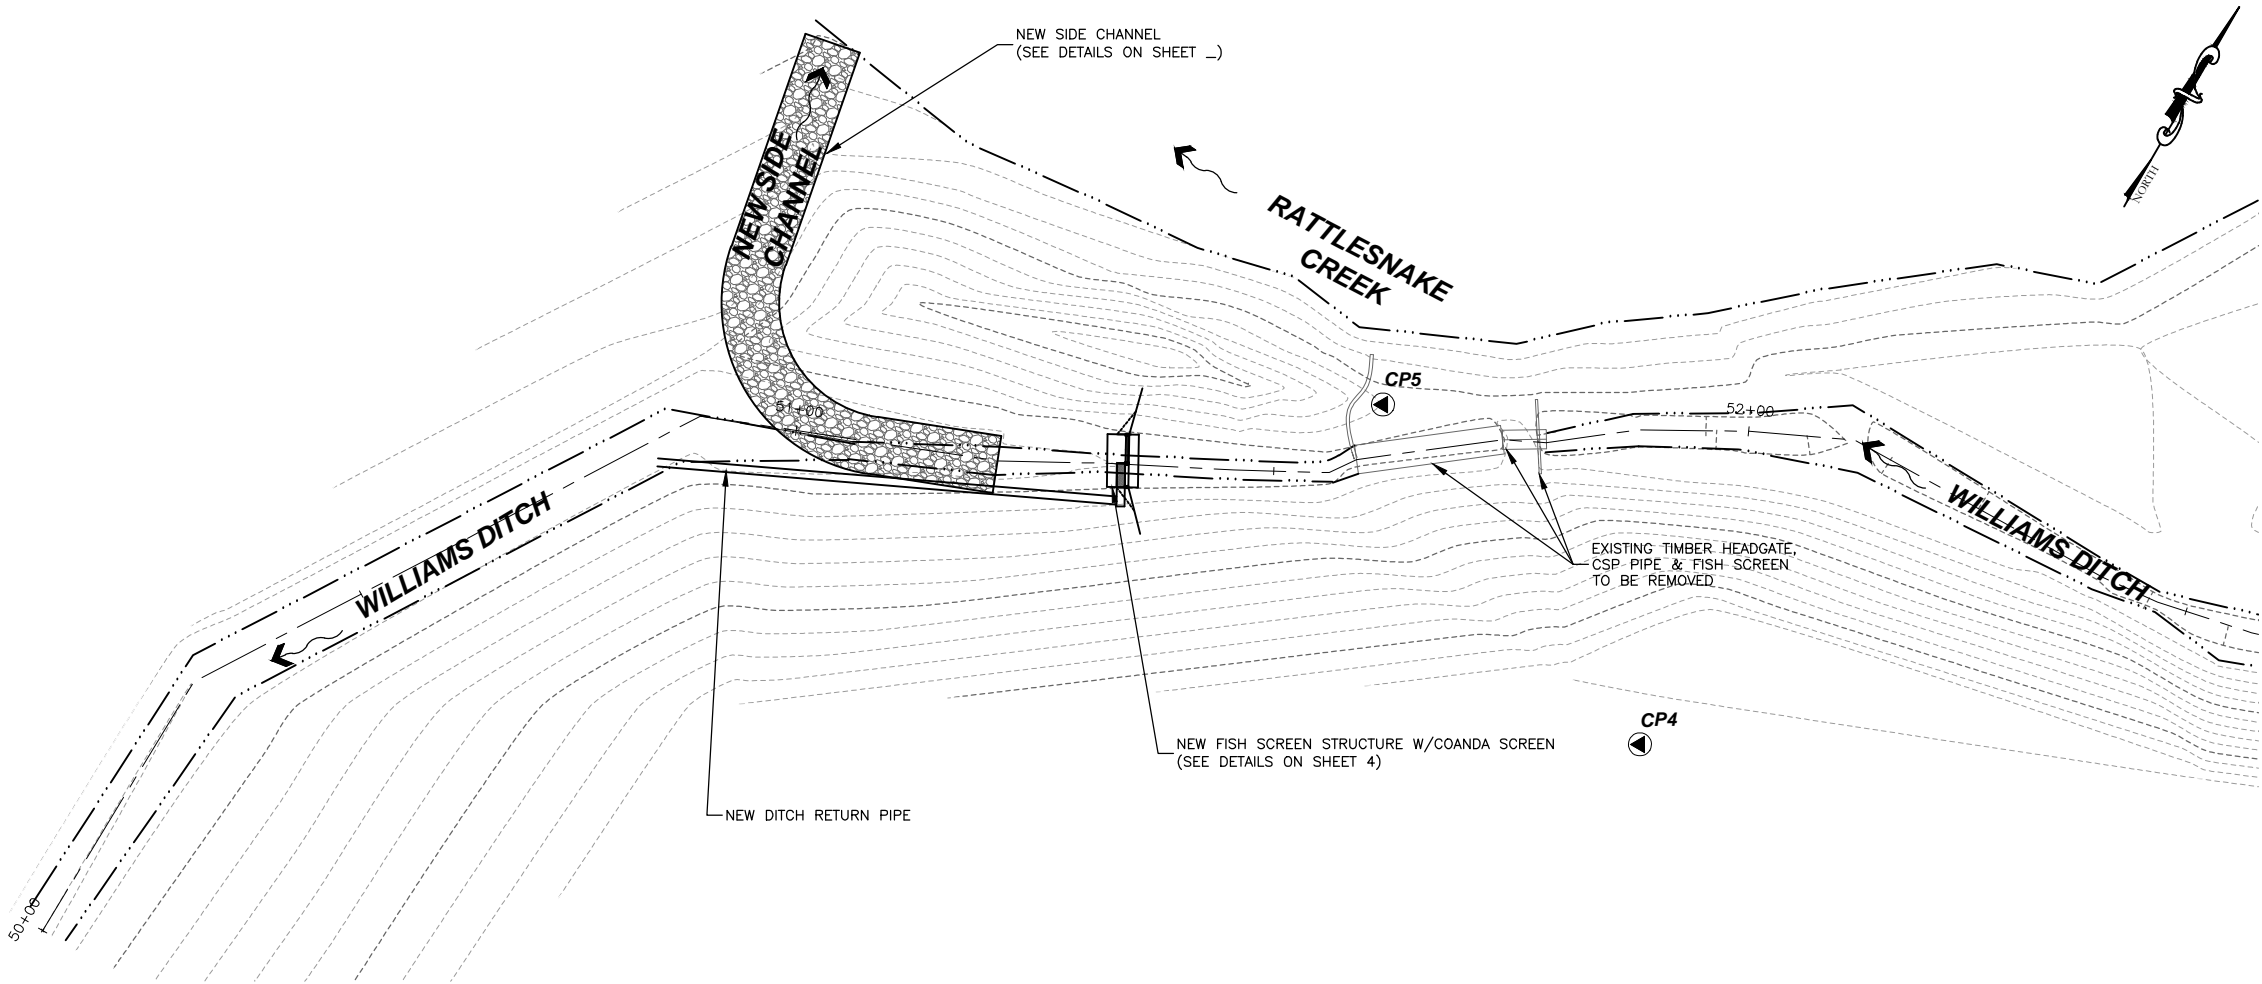 NEW SIDE CHANNEL
(SEE DETAILS ON SHEET _)
NORTH
NEW SIDE
CHANNEL
RATTLESNAKE
CREEK
CP5
51+00
52+00
WILLIAMS DITCH
WILLIAMS DITCH
EXISTING TIMBER HEADGATE,
CSP PIPE & FISH SCREEN
TO BE REMOVED
CP4
NEW FISH SCREEN STRUCTURE W/COANDA SCREEN
(SEE DETAILS ON SHEET 4)
NEW DITCH RETURN PIPE
50+00